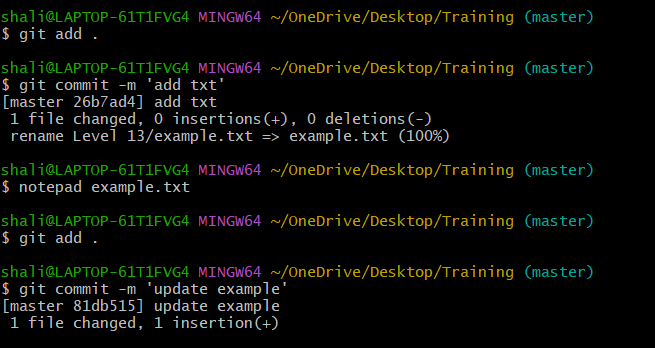 shali@LAPTOP-61T1FVG4 MINGW64 ~/OneDrive/Desktop/Training (master)
$ git add .
shali@LAPTOP-61T1FVG4 MINGW64 ~/OneDrive/Desktop/Training (master)
$ git commit -m 'add txt'
[master 26b7ad4] add txt
 1 file changed, 0 insertions(+), 0 deletions(-)
 rename Level 13/example.txt => example.txt (100%)
shali@LAPTOP-61T1FVG4 MINGW64 ~/OneDrive/Desktop/Training (master)
$ notepad example.txt
shali@LAPTOP-61T1FVG4 MINGW64 ~/OneDrive/Desktop/Training (master)
$ git add .
shali@LAPTOP-61T1FVG4 MINGW64 ~/OneDrive/Desktop/Training (master)
$ git commit -m 'update example'
[master 81db515] update example
 1 file changed, 1 insertion(+)